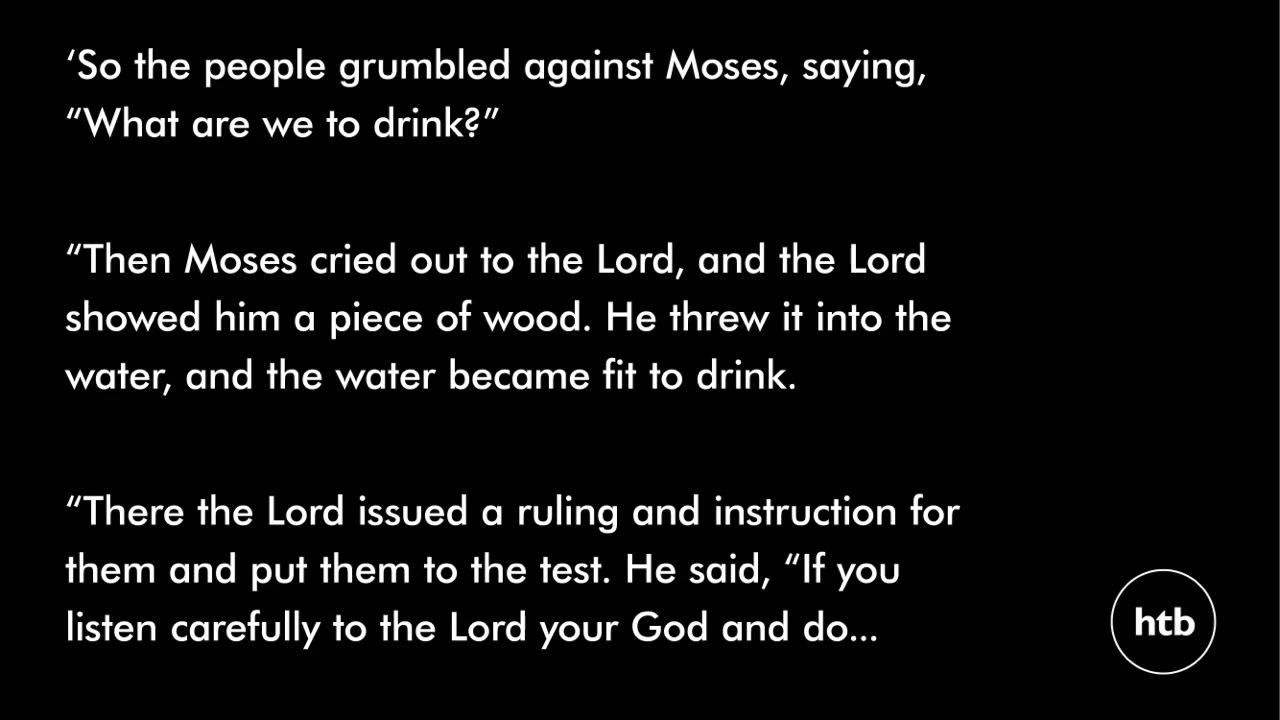 ‘So the people grumbled against Moses, saying,
“What are we to drink?”
“Then Moses cried out to the Lord, and the Lord
showed him a piece of wood. He threw it into the
water, and the water became fit to drink.
“There the Lord issued a ruling and instruction for
them and put them to the test. He said, “If you
listen carefully to the Lord your God and do...
htb